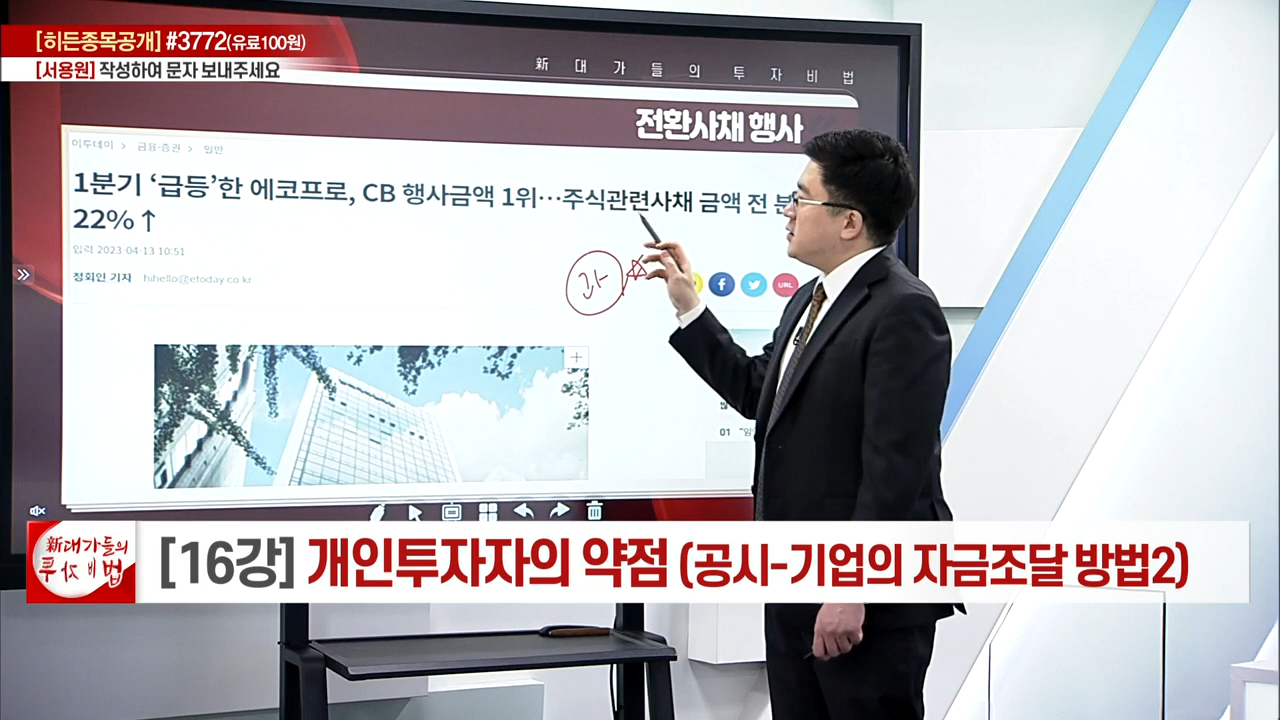 [히든종목공개] #3772(유료100원)
[서용원] 작성하여 문자 보내주세요
新 대 가 들 의 투 자 비 법
전환사채 행사
이투데이 > 금융·증권 > 일반
1분기 ‘급등’한 에코프로, CB 행사금액 1위…주식관련사채 금액 전 분
22%↑
입력 2023-04-13 10:51
정회인 기자 hihello@etoday.co.kr
URL
01
新대가들의
투자비법
[16강] 개인투자자의 약점 (공시-기업의 자금조달 방법2)